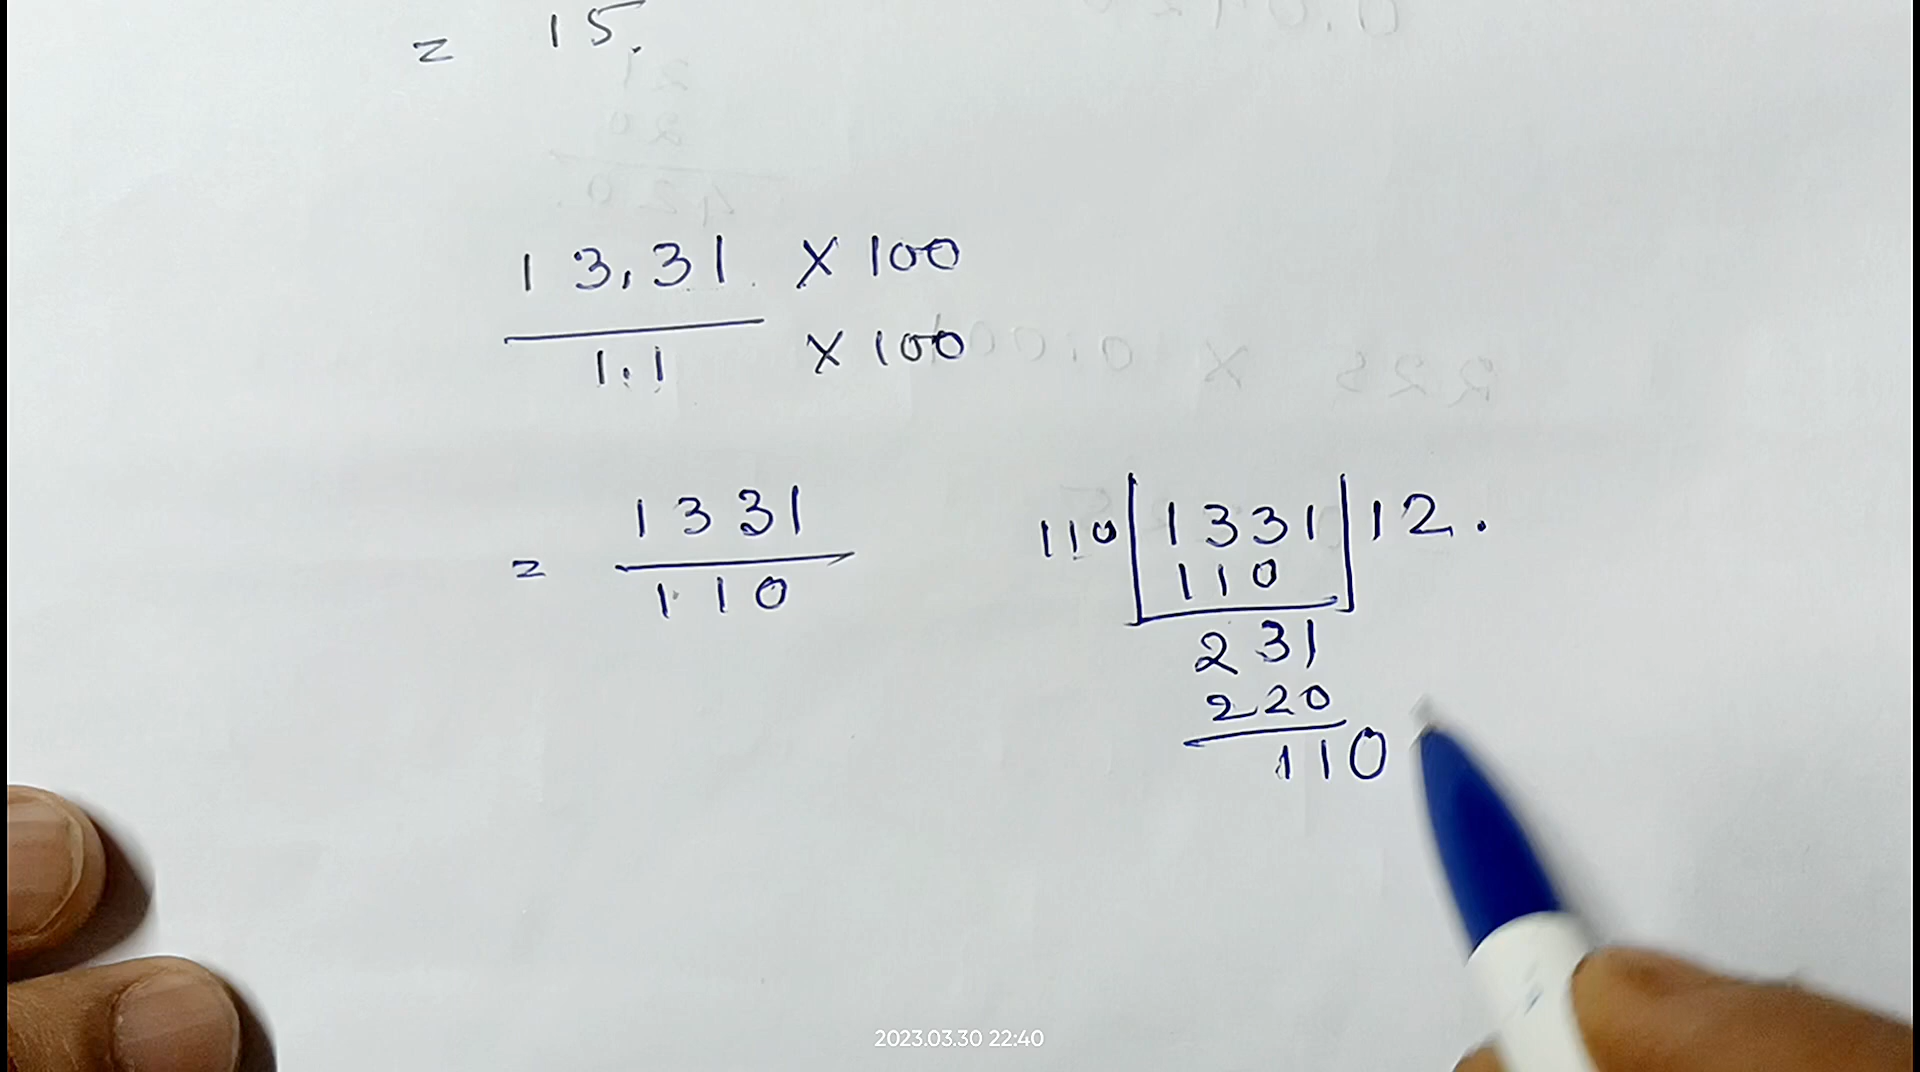 = 15.
13.31 × 100
1.1 × 100
= 1331
110
110 1331 12.
110
231
220
110
2023.03.30 22:40